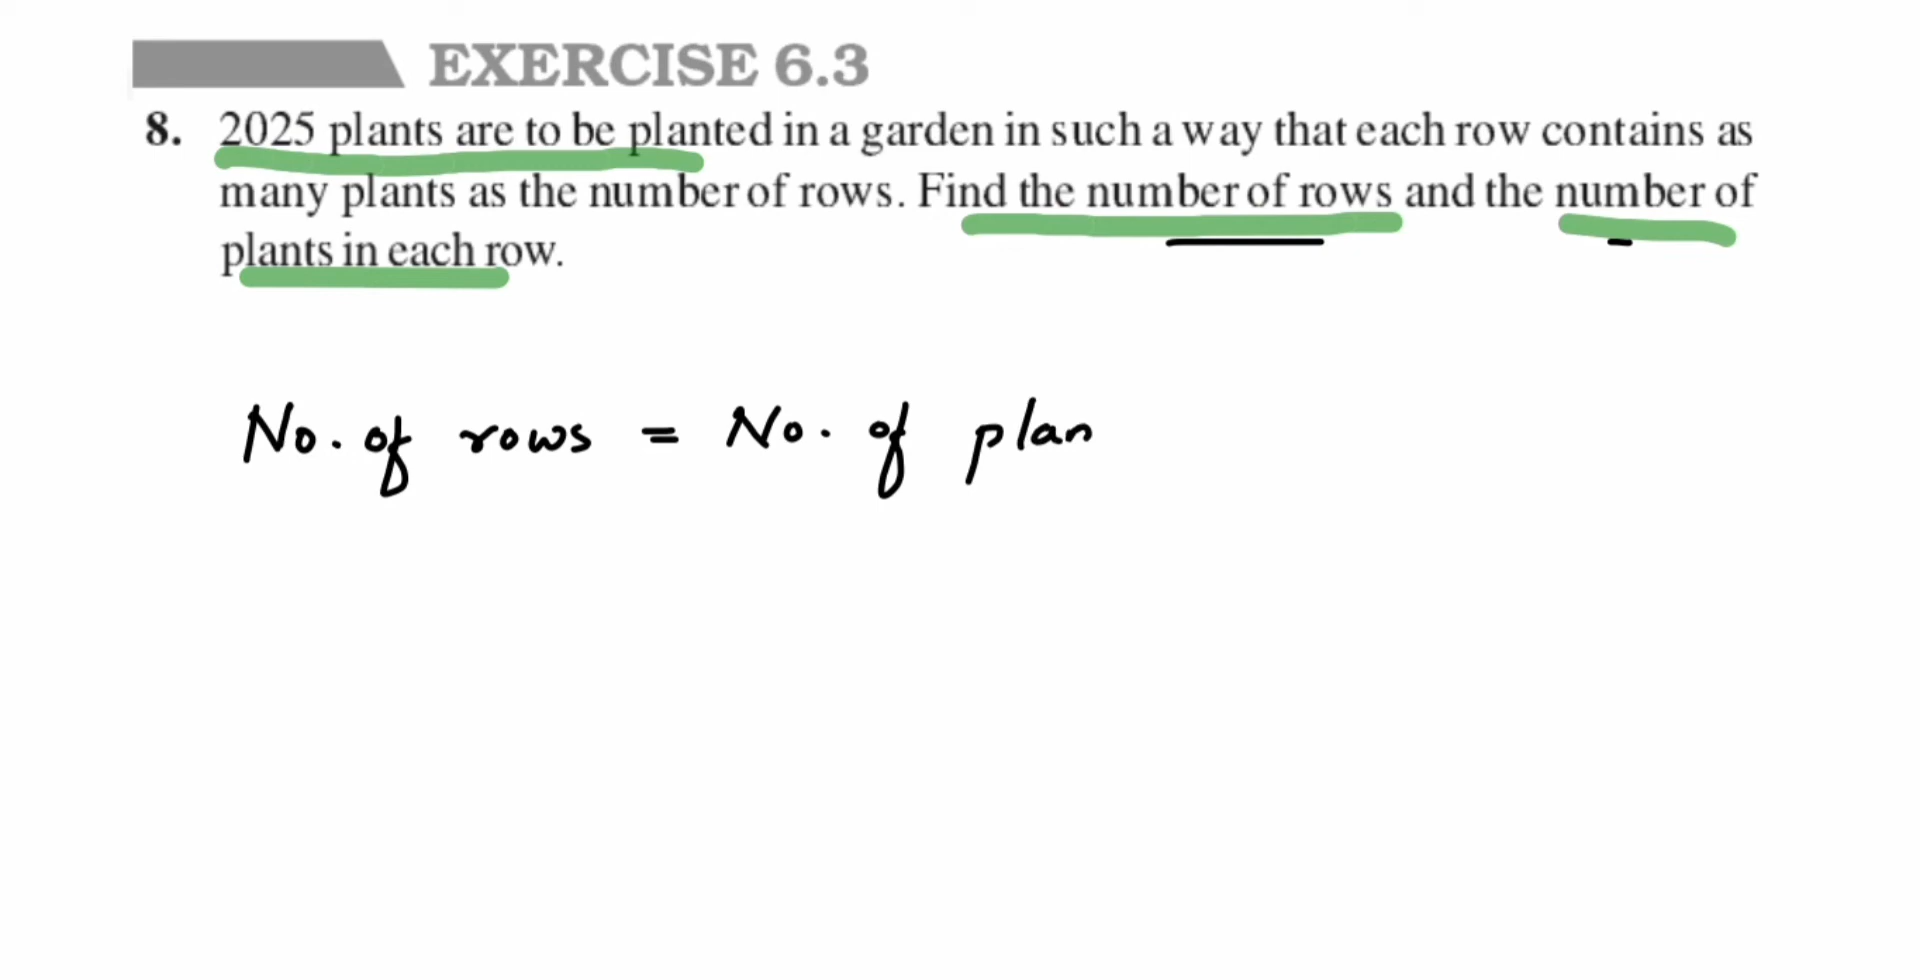 EXERCISE 6.3
8. 2025 plants are to be planted in a garden in such a way that each row contains as
many plants as the number of rows. Find the number of rows and the number of
plants in each row.
No. of rows = No. of plan